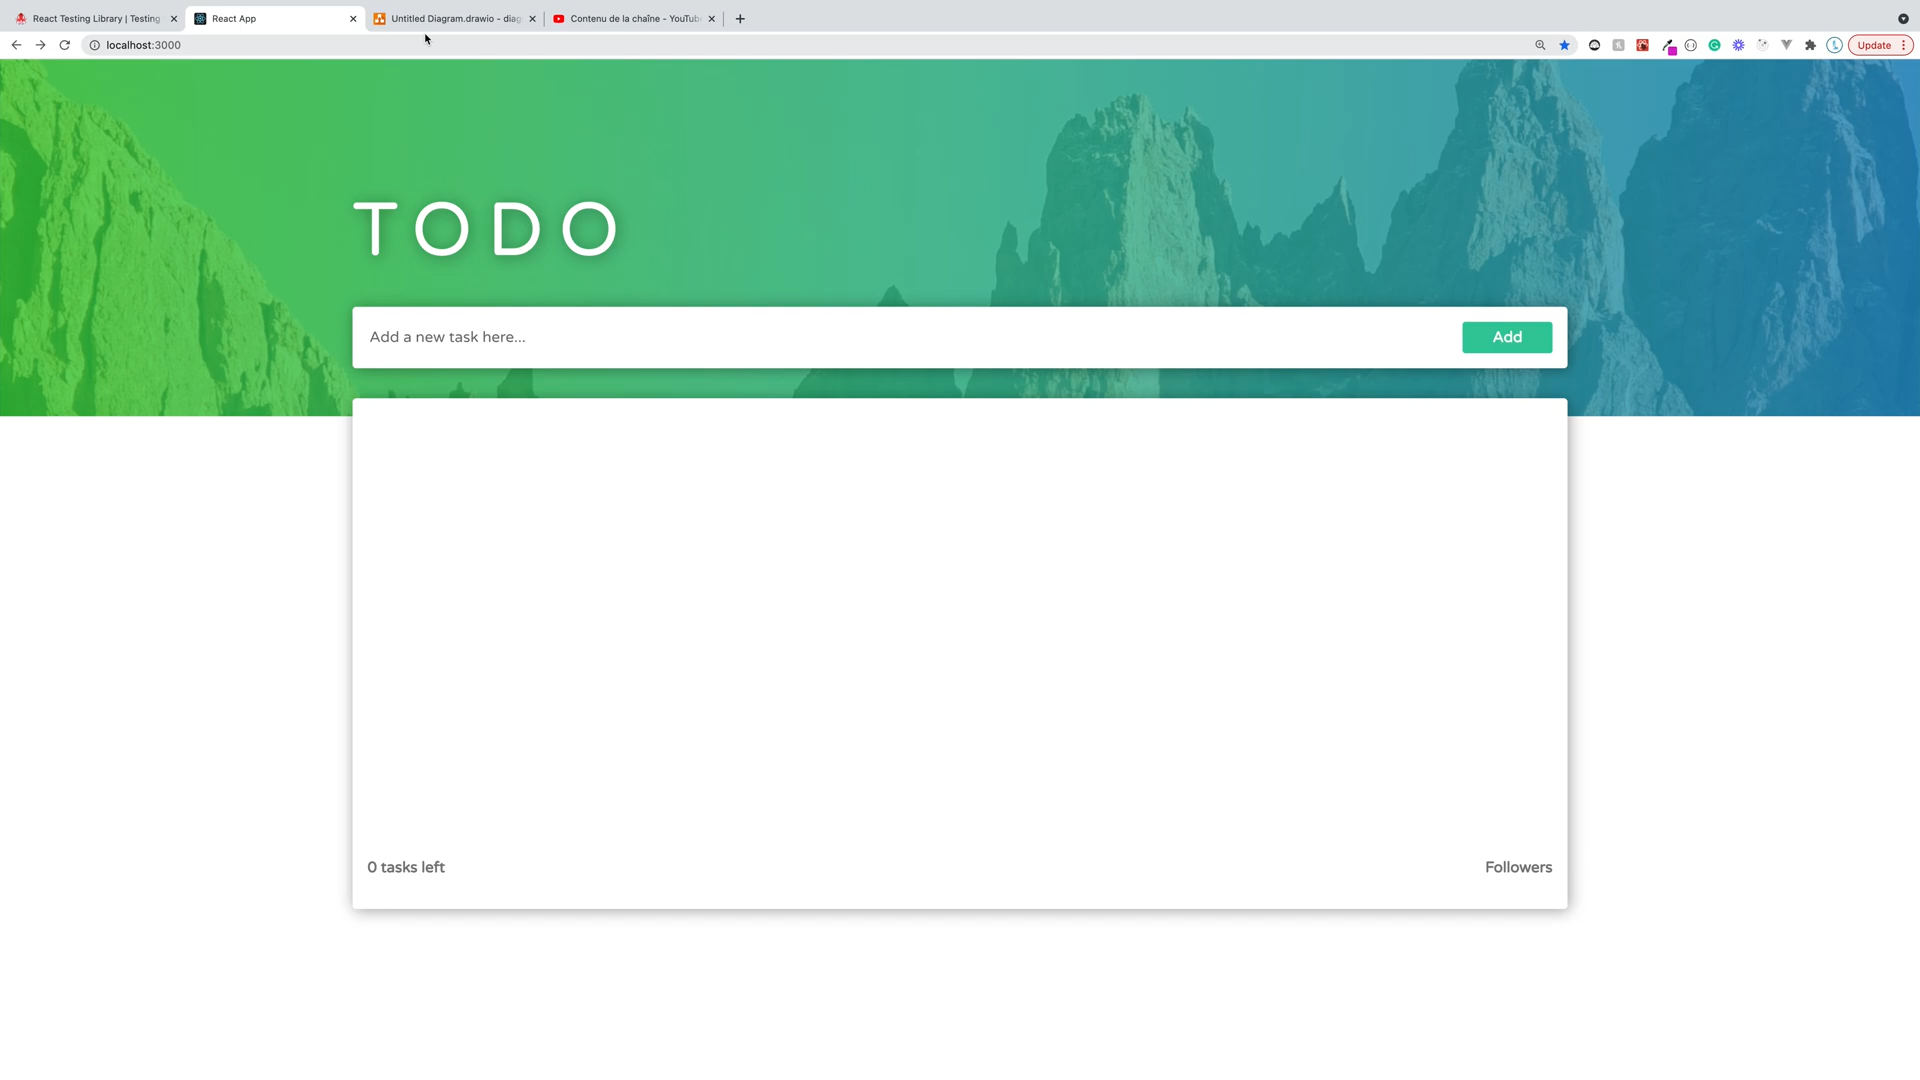 React Testing Library | Testing
React App
Untitled Diagram.drawio - diag
Contenu de la chaîne - YouTub
localhost:3000
Update
TODO
Add a new task here...
Add
0 tasks left
Followers